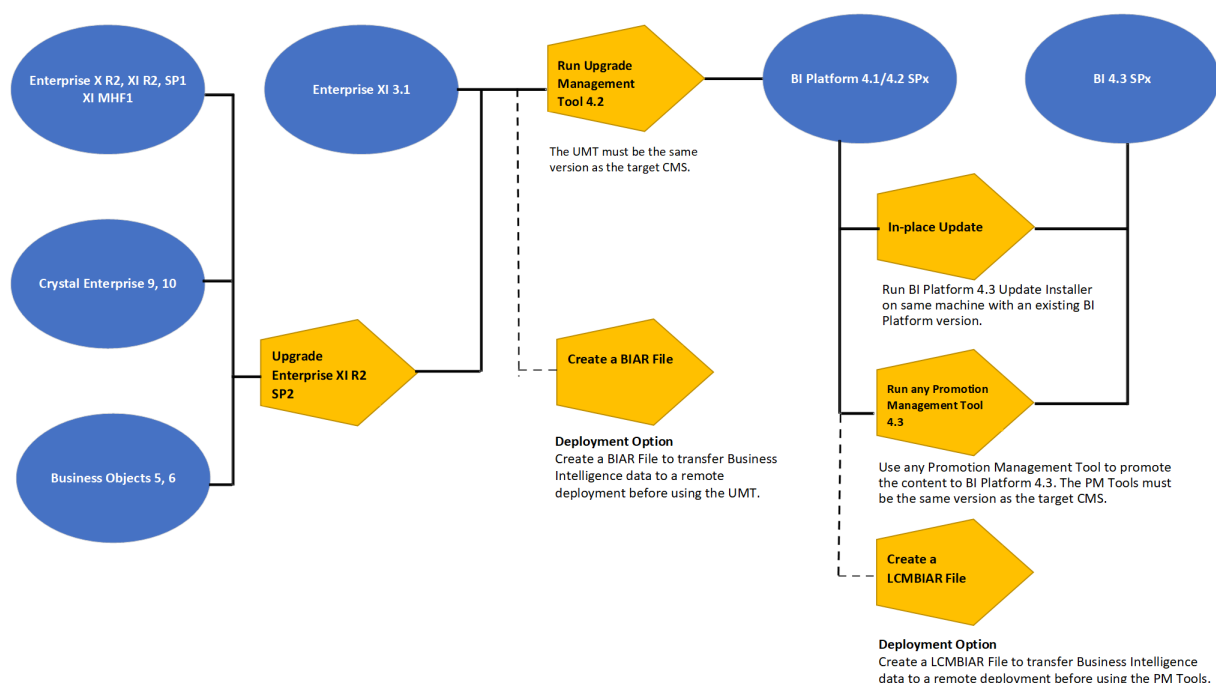 Enterprise X R2, XI R2, SP1
XI MHF1
Enterprise XI 3.1
Run Upgrade
Management
Tool 4.2
BI Platform 4.1/4.2 SPx
BI 4.3 SPx
The UMT must be the same
version as the target CMS.
In-place Update
Run BI Platform 4.3 Update Installer
on same machine with an existing BI
Platform version.
Crystal Enterprise 9, 10
Upgrade
Enterprise XI R2
SP2
Create a BIAR File
Run any Promotion
Management Tool
4.3
Deployment Option
Create a BIAR File to transfer Business
Intelligence data to a remote
deployment before using the UMT.
Use any Promotion Management Tool to promote
the content to BI Platform 4.3. The PM Tools must
be the same version as the target CMS.
Business Objects 5, 6
Create a
LCMBIAR File
Deployment Option
Create a LCMBIAR File to transfer Business Intelligence
data to a remote deployment before using the PM Tools.